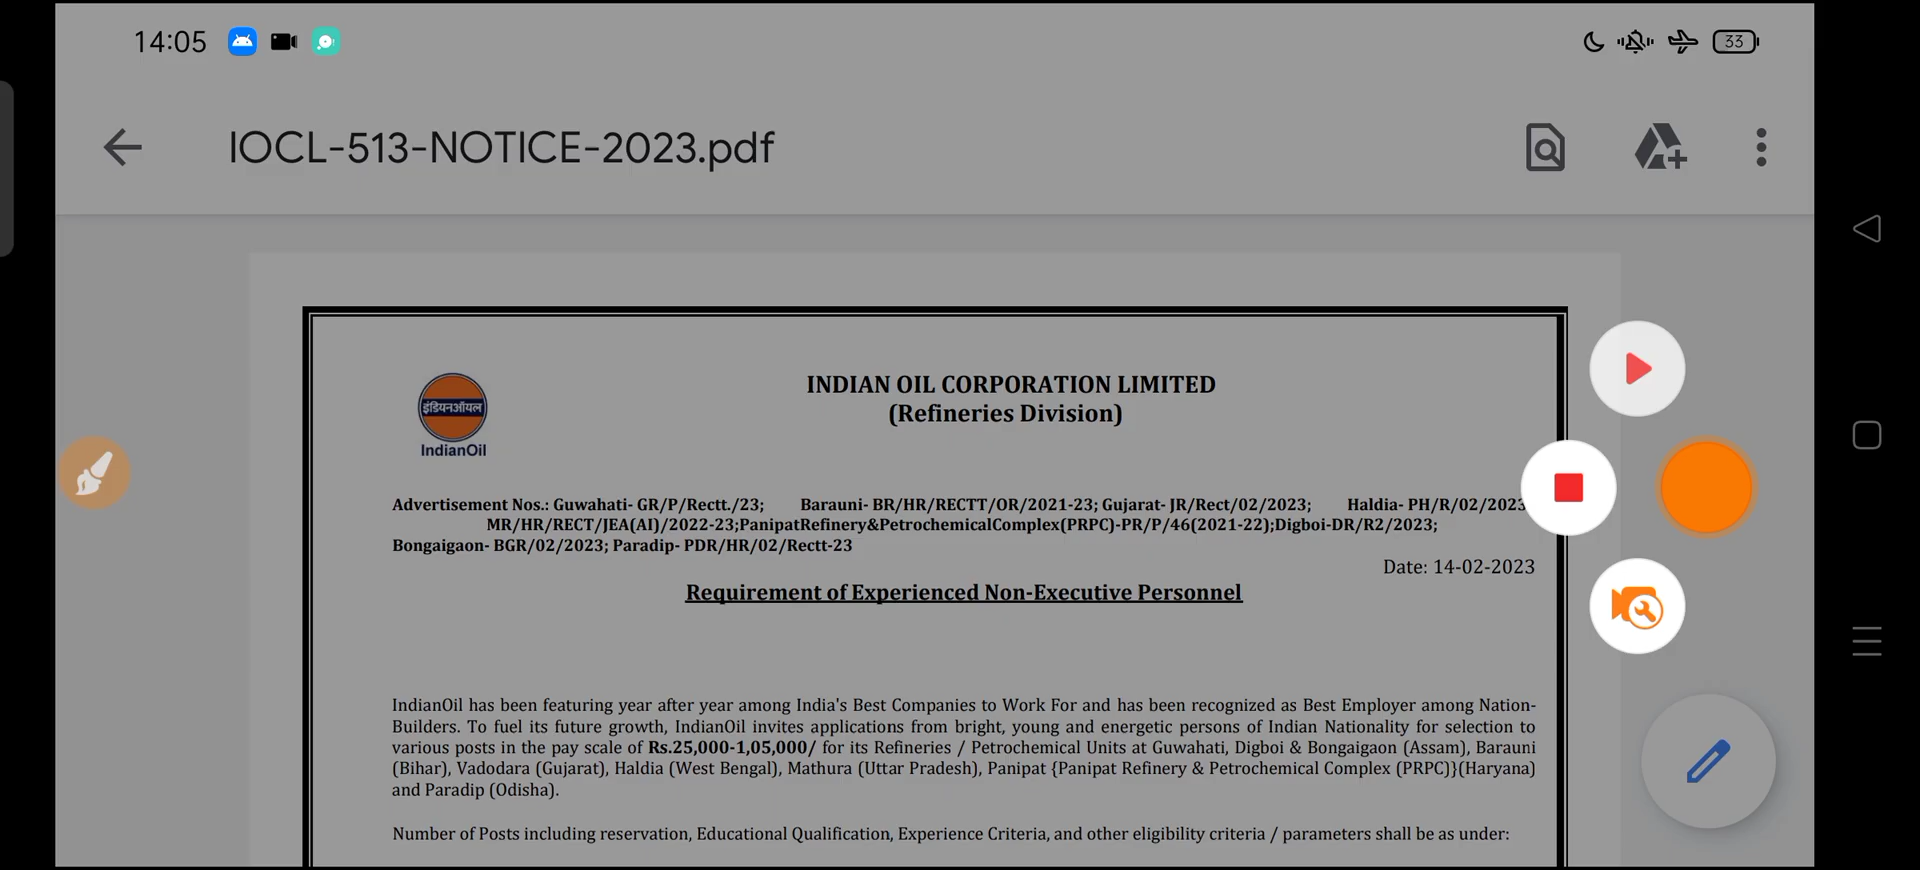 14:05
33
IOCL-513-NOTICE-2023.pdf
INDIAN OIL CORPORATION LIMITED
(Refineries Division)
इंडियनऑयल
IndianOil
Advertisement Nos.: Guwahati- GR/P/Rectt./23; Barauni- BR/HR/RECTT/OR/2021-23; Gujarat- JR/Rect/02/2023; Haldia- PH/R/02/2023
MR/HR/RECT/JEA(AI)/2022-23;PanipatRefinery&PetrochemicalComplex(PRPC)-PR/P/46(2021-22);Digboi-DR/R2/2023;
Bongaigaon- BGR/02/2023; Paradip- PDR/HR/02/Rectt-23
Date: 14-02-2023
Requirement of Experienced Non-Executive Personnel
IndianOil has been featuring year after year among India's Best Companies to Work For and has been recognized as Best Employer among Nation-
Builders. To fuel its future growth, IndianOil invites applications from bright, young and energetic persons of Indian Nationality for selection to
various posts in the pay scale of Rs.25,000-1,05,000/ for its Refineries / Petrochemical Units at Guwahati, Digboi & Bongaigaon (Assam), Barauni
(Bihar), Vadodara (Gujarat), Haldia (West Bengal), Mathura (Uttar Pradesh), Panipat {Panipat Refinery & Petrochemical Complex (PRPC)}(Haryana)
and Paradip (Odisha).
Number of Posts including reservation, Educational Qualification, Experience Criteria, and other eligibility criteria / parameters shall be as under: